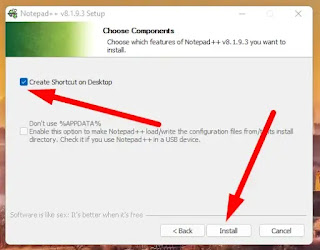 Notepad++ v8.1.9.3 Setup
Choose Components
Choose which features of Notepad++ v8.1.9.3 you want to
install.
Create Shortcut on Desktop
Don't use %APPDATA%
Enable this option to make Notepad++ load/write the configuration files from/to its install
directory. Check it if you use Notepad++ in a USB device.
Software is like sex: It's better when it's free
< Back
Install
Cancel